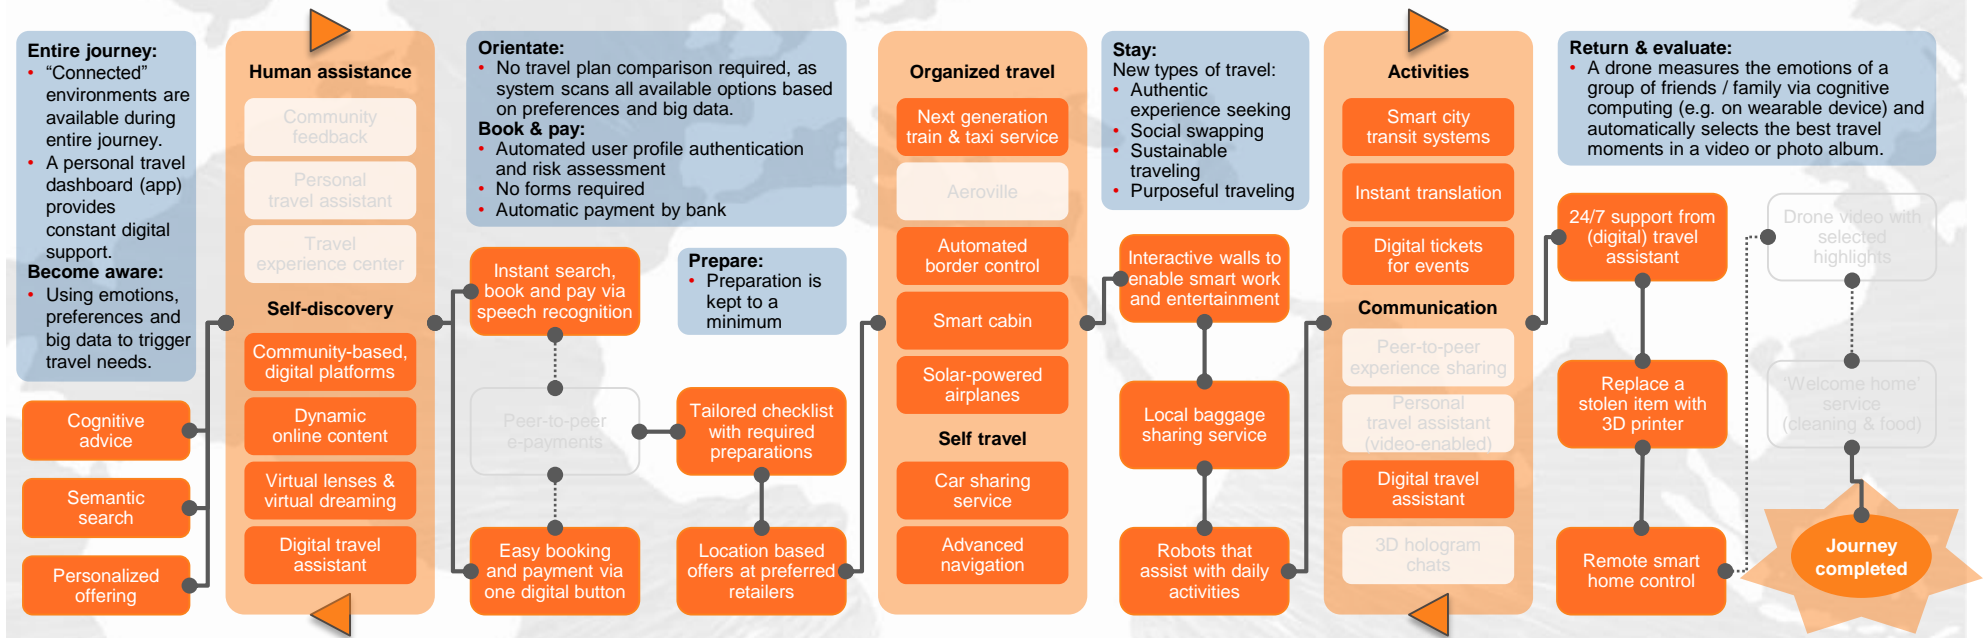 Entire journey:
• “Connected”
environments are
available during
entire journey.
• A personal travel
dashboard (app)
provides
constant digital
support.
Become aware:
• Using emotions,
preferences and
big data to trigger
travel needs.
Cognitive
advice
Semantic
search
Personalized
offering
Human assistance
Community
feedback
Personal
travel assistant
Travel
experience center
Self-discovery
Community-based,
digital platforms
Dynamic
online content
Virtual lenses &
virtual dreaming
Digital travel
assistant
Orientate:
• No travel plan comparison required, as
system scans all available options based
on preferences and big data.
Book & pay:
• Automated user profile authentication
and risk assessment
• No forms required
• Automatic payment by bank
Instant search,
book and pay via
speech recognition
Peer-to-peer
e-payments
Easy booking
and payment via
one digital button
Prepare:
• Preparation is
kept to a
minimum
Tailored checklist
with required
preparations
Location based
offers at preferred
retailers
Organized travel
Next generation
train & taxi service
Aeroville
Automated
border control
Smart cabin
Solar-powered
airplanes
Self travel
Car sharing
service
Advanced
navigation
Stay:
New types of travel:
• Authentic
experience seeking
• Social swapping
• Sustainable
traveling
• Purposeful traveling
Interactive walls to
enable smart work
and entertainment
Local baggage
sharing service
Robots that
assist with daily
activities
Activities
Smart city
transit systems
Instant translation
Digital tickets
for events
Communication
Peer-to-peer
experience sharing
Personal
travel assistant
(video-enabled)
Digital travel
assistant
3D hologram
chats
Return & evaluate:
• A drone measures the emotions of a
group of friends / family via cognitive
computing (e.g. on wearable device) and
automatically selects the best travel
moments in a video or photo album.
24/7 support from
(digital) travel
assistant
Replace a
stolen item with
3D printer
Remote smart
home control
Drone video with
selected
highlights
‘Welcome home’
service
(cleaning & food)
Journey
completed